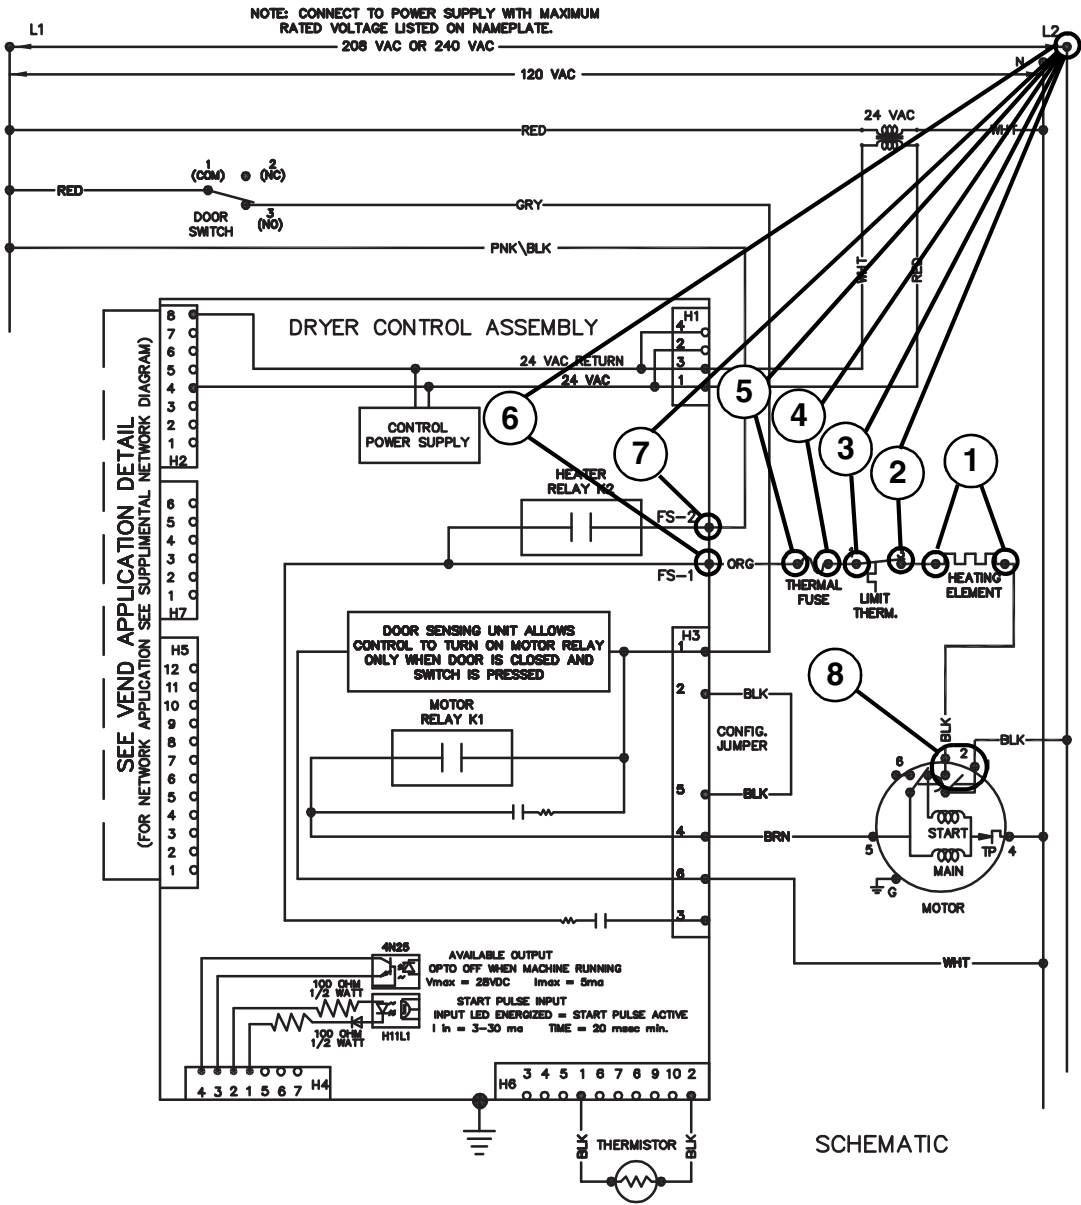 NOTE: CONNECT TO POWER SUPPLY WITH MAXIMUM
RATED VOLTAGE LISTED ON NAMEPLATE.
L1
L2
208 VAC OR 240 VAC
N
120 VAC
24 VAC
RED
WHT
1
(COM)
2
(NC)
RED
3
(NO)
DOOR
SWITCH
GRY
PNK\BLK
WHT
RED
DRYER CONTROL ASSEMBLY
SEE VEND APPLICATION DETAIL
(FOR NETWORK APPLICATION SEE SUPPLIMENTAL NETWORK DIAGRAM)
8
7
6
5
4
3
2
1
H2
H1
4
2
3
1
24 VAC RETURN
24 VAC
CONTROL
POWER SUPPLY
6
7
5
4
3
2
1
HEATER
RELAY K2
6
5
4
3
2
1
H7
FS-2
FS-1
ORG
THERMAL
FUSE
1
3
LIMIT
THERM.
HEATING
ELEMENT
DOOR SENSING UNIT ALLOWS
CONTROL TO TURN ON MOTOR RELAY
ONLY WHEN DOOR IS CLOSED AND
SWITCH IS PRESSED
H3
1
2
5
4
6
3
H5
12
11
10
9
8
7
6
5
4
3
2
1
MOTOR
RELAY K1
BLK
CONFIG.
JUMPER
BLK
8
BLK
BLK
6
2
1
START
MAIN
TP
4
5
G
MOTOR
BRN
WHT
4N25
AVAILABLE OUTPUT
OPTO OFF WHEN MACHINE RUNNING
Vmax = 28VDC Imax = 5ma
100 OHM
1/2 WATT
START PULSE INPUT
INPUT LED ENERGIZED = START PULSE ACTIVE
I in = 3-30 ma TIME = 20 msec min.
100 OHM
1/2 WATT
H11L1
4 3 2 1 5 6 7
H4
H6
3 4 5 1 6 7 8 9 10 2
BLK
THERMISTOR
BLK
SCHEMATIC